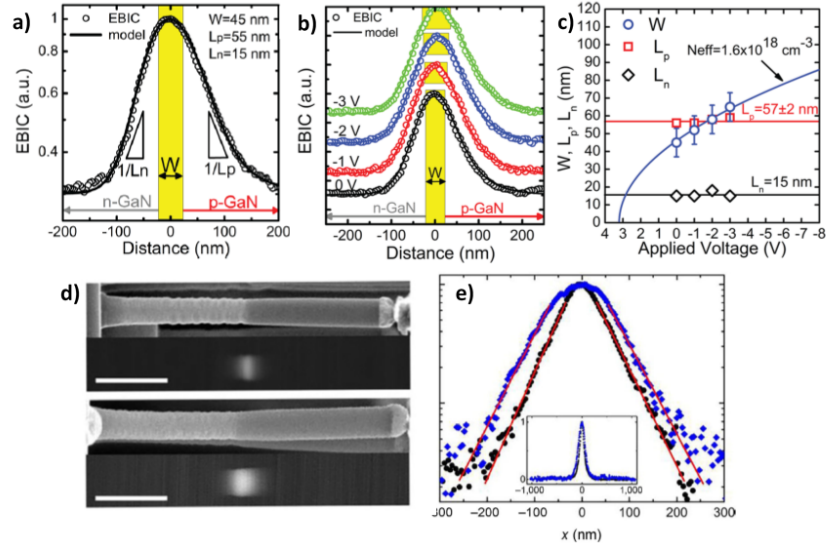 a)
1
0.8
0.6
0.4
EBIC (a.u.)
EBIC
model
W=45 nm
Lp=55 nm
Ln=15 nm
1/Ln
1/Lp
W
n-GaN
p-GaN
-200 -100 0 100 200
Distance (nm)
b)
EBIC
model
EBIC (a.u.)
-3 V
-2 V
-1 V
0 V
W
n-GaN
p-GaN
-200 -100 0 100 200
Distance (nm)
c)
W
Lp
Ln
Neff=1.6x10^18 cm^-3
Lp=57±2 nm
Ln=15 nm
W, Lp, Ln (nm)
120
110
100
90
80
70
60
50
40
30
20
10
0
4 3 2 1 0 -1 -2 -3 -4 -5 -6 -7 -8
Applied Voltage (V)
d)
e)
1
0
-1,000 0 1,000
-200 -100 0 100 200 300
x (nm)